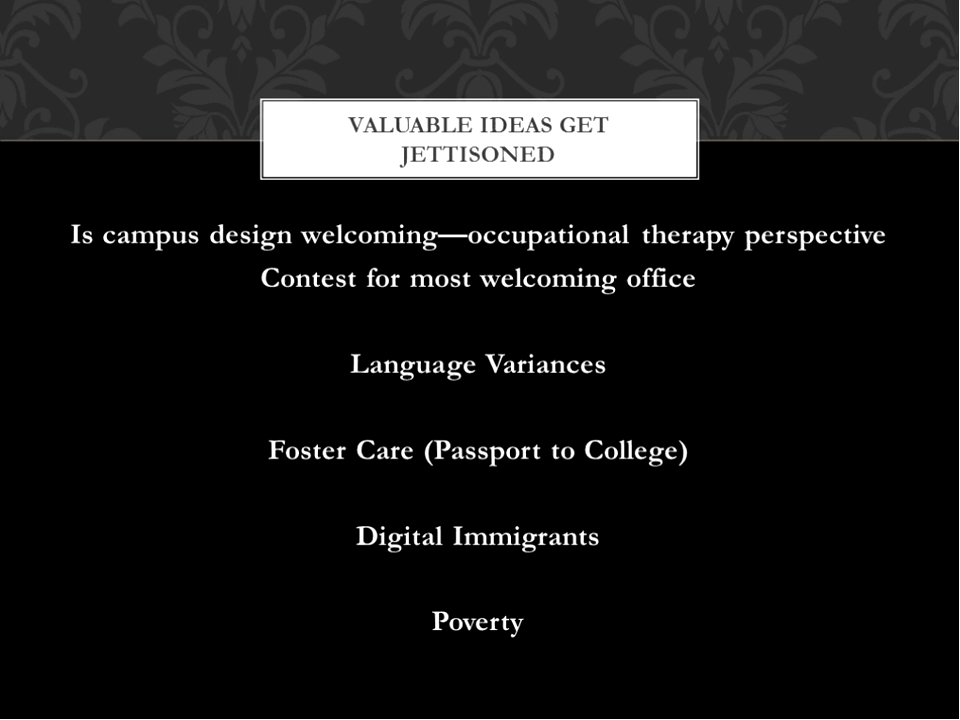 VALUABLE IDEAS GET
JETTISONED
Is campus design welcoming—occupational therapy perspective
Contest for most welcoming office
Language Variances
Foster Care (Passport to College)
Digital Immigrants
Poverty